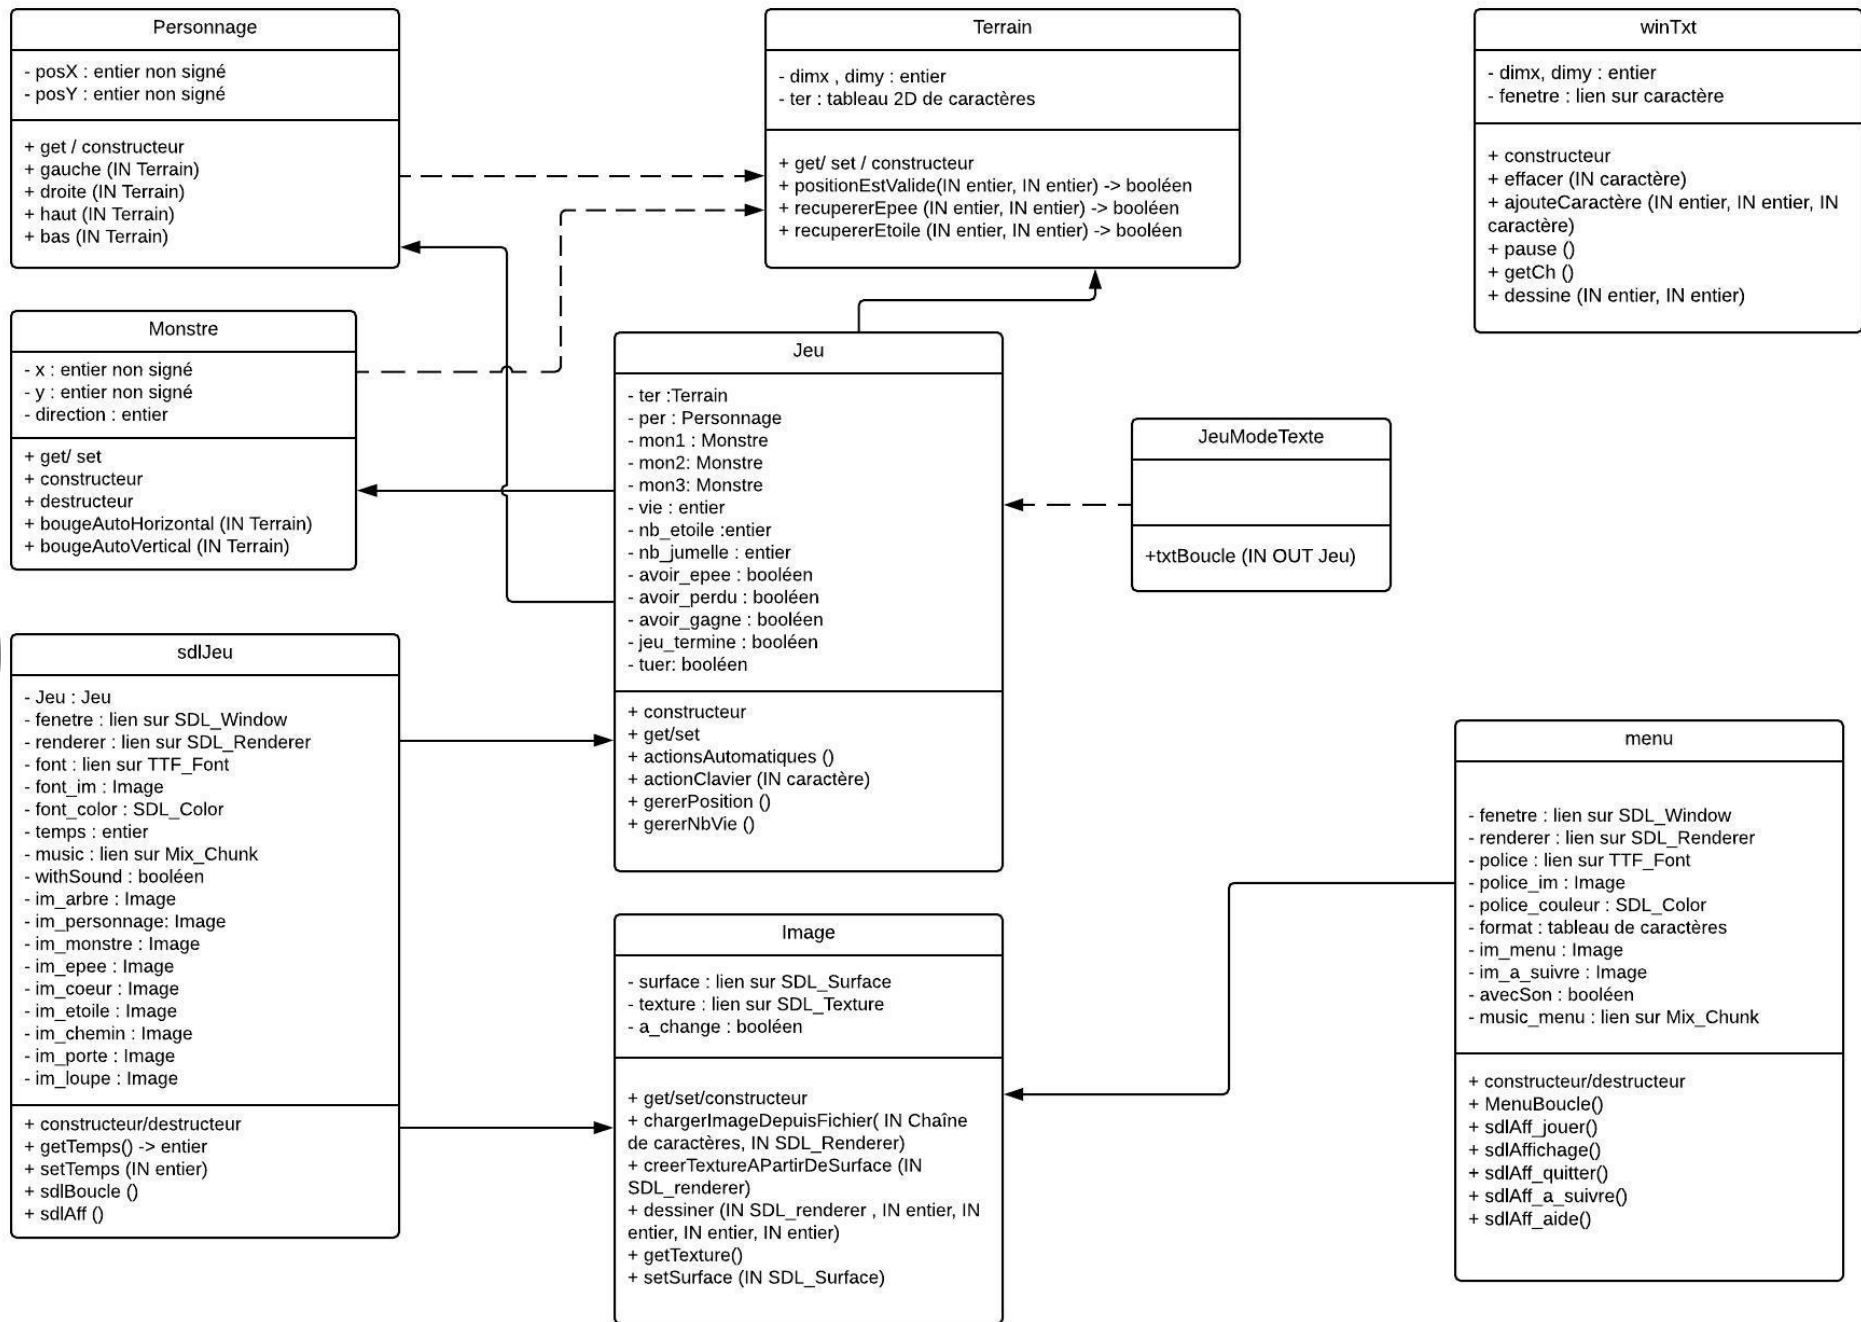 Personnage
- posX : entier non signé
- posY : entier non signé
+ get / constructeur
+ gauche (IN Terrain)
+ droite (IN Terrain)
+ haut (IN Terrain)
+ bas (IN Terrain)
Terrain
- dimx , dimy : entier
- ter : tableau 2D de caractères
+ get/ set / constructeur
+ positionEstValide(IN entier, IN entier) -> booléen
+ recupererEpee (IN entier, IN entier) -> booléen
+ recupererEtoile (IN entier, IN entier) -> booléen
winTxt
- dimx, dimy : entier
- fenetre : lien sur caractère
+ constructeur
+ effacer (IN caractère)
+ ajouteCaractère (IN entier, IN entier, IN
caractère)
+ pause ()
+ getCh ()
+ dessine (IN entier, IN entier)
Monstre
- x : entier non signé
- y : entier non signé
- direction : entier
+ get/ set
+ constructeur
+ destructeur
+ bougeAutoHorizontal (IN Terrain)
+ bougeAutoVertical (IN Terrain)
Jeu
- ter :Terrain
- per : Personnage
- mon1 : Monstre
- mon2: Monstre
- mon3: Monstre
- vie : entier
- nb_etoile :entier
- nb_jumelle : entier
- avoir_epee : booléen
- avoir_perdu : booléen
- avoir_gagne : booléen
- jeu_termine : booléen
- tuer: booléen
+ constructeur
+ get/set
+ actionsAutomatiques ()
+ actionClavier (IN caractère)
+ gererPosition ()
+ gererNbVie ()
JeuModeTexte
+txtBoucle (IN OUT Jeu)
sdlJeu
- Jeu : Jeu
- fenetre : lien sur SDL_Window
- renderer : lien sur SDL_Renderer
- font : lien sur TTF_Font
- font_im : Image
- font_color : SDL_Color
- temps : entier
- music : lien sur Mix_Chunk
- withSound : booléen
- im_arbre : Image
- im_personnage: Image
- im_monstre : Image
- im_epee : Image
- im_coeur : Image
- im_etoile : Image
- im_chemin : Image
- im_porte : Image
- im_loupe : Image
+ constructeur/destructeur
+ getTemps() -> entier
+ setTemps (IN entier)
+ sdlBoucle ()
+ sdlAff ()
Image
- surface : lien sur SDL_Surface
- texture : lien sur SDL_Texture
- a_change : booléen
+ get/set/constructeur
+ chargerImageDepuisFichier( IN Chaîne
de caractères, IN SDL_Renderer)
+ creerTextureAPartirDeSurface (IN
SDL_renderer)
+ dessiner (IN SDL_renderer , IN entier, IN
entier, IN entier, IN entier)
+ getTexture()
+ setSurface (IN SDL_Surface)
menu
- fenetre : lien sur SDL_Window
- renderer : lien sur SDL_Renderer
- police : lien sur TTF_Font
- police_im : Image
- police_couleur : SDL_Color
- format : tableau de caractères
- im_menu : Image
- im_a_suivre : Image
- avecSon : booléen
- music_menu : lien sur Mix_Chunk
+ constructeur/destructeur
+ MenuBoucle()
+ sdlAff_jouer()
+ sdlAffichage()
+ sdlAff_quitter()
+ sdlAff_a_suivre()
+ sdlAff_aide()